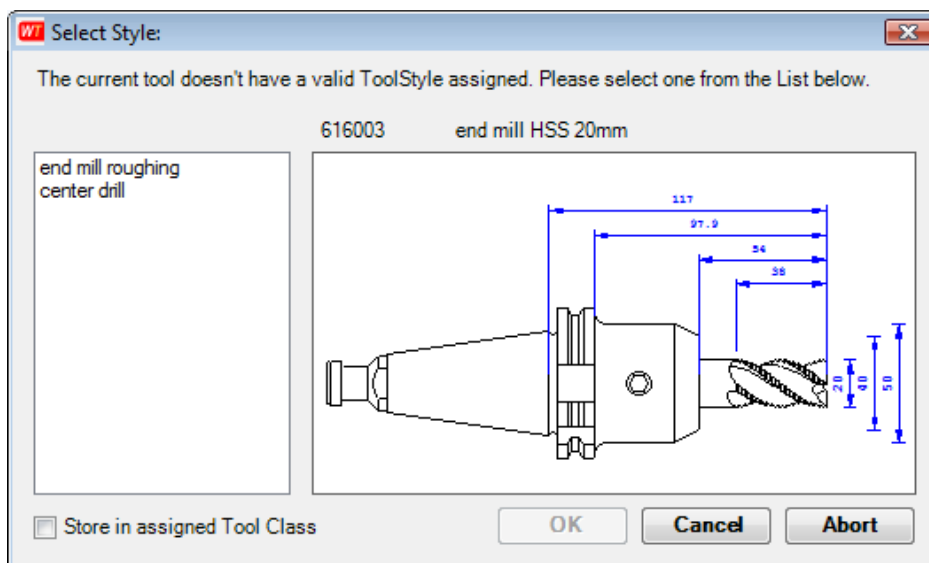 WT Select Style:
The current tool doesn't have a valid ToolStyle assigned. Please select one from the List below.
616003 end mill HSS 20mm
end mill roughing
center drill
117
97.9
54
38
20
40
50
Store in assigned Tool Class
OK Cancel Abort